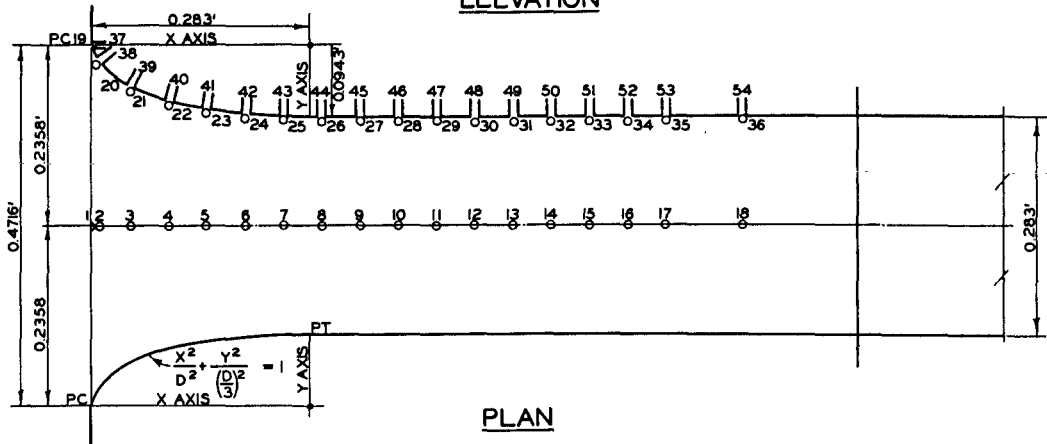 ELEVATION
0.283'
PC 19 37 X AXIS
38
39
40
41
42 43 44 45 46 47 48 49 50 51 52 53 54
Y AXIS
0.0943'
20 21 22 23 24 25 26 27 28 29 30 31 32 33 34 35 36
0.2358'
0.4716'
1 2 3 4 5 6 7 8 9 10 11 12 13 14 15 16 17 18
0.283'
0.2358
PT
X² / D² + Y² / (D/3)² = 1
Y AXIS
PC X AXIS
PLAN